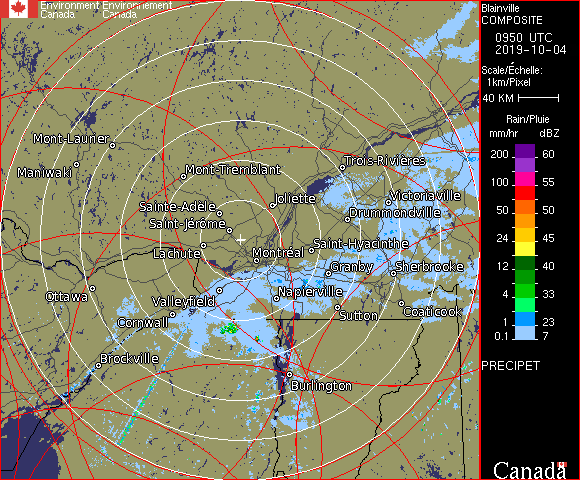 Environment Environnement
Canada Canada
Blainville
COMPOSITE
0950 UTC
2019-10-04
Scale/Échelle:
1km/Pixel
40 KM
Rain/Pluie
mm/hr dBZ
200 60
100 55
50 50
24 45
12 40
4 33
1 23
0.1 7
PRECIPET
Canada
Mont-Laurier
Maniwaki
Mont-Tremblant
Trois-Rivières
Sainte-Adèle
Joliette
Victoriaville
Saint-Jérôme
Drummondville
Lachute
Montréal
Saint-Hyacinthe
Granby
Sherbrooke
Ottawa
Valleyfield
Napierville
Cornwall
Sutton
Coaticook
Brockville
Burlington